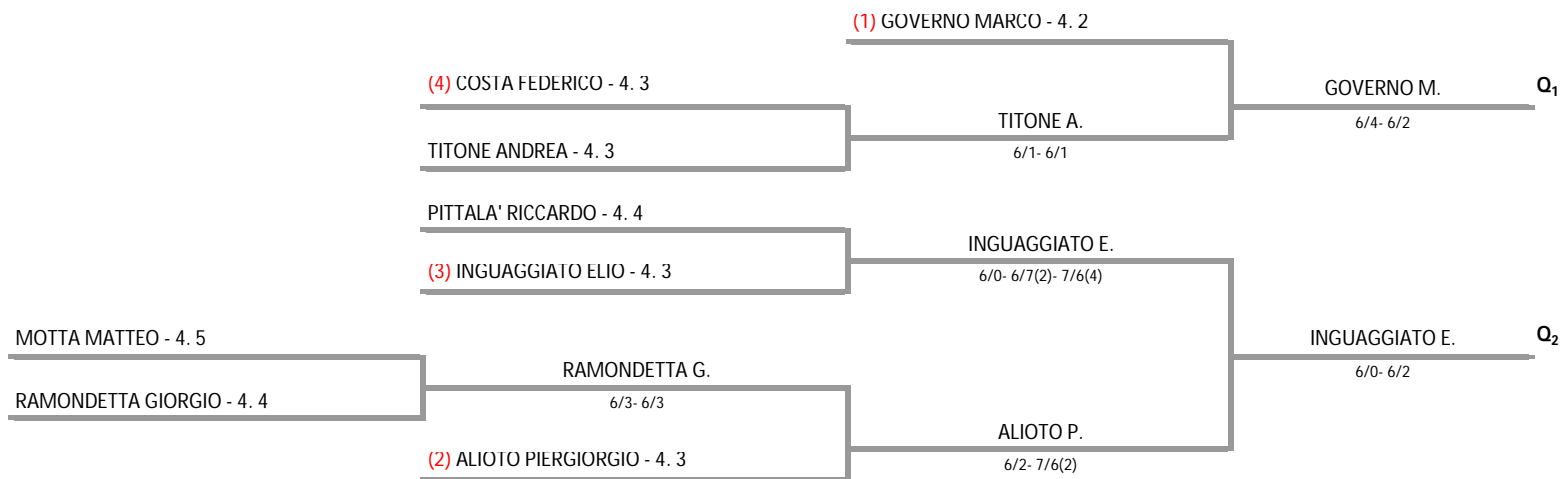 (1) GOVERNO MARCO - 4. 2
(4) COSTA FEDERICO - 4. 3
GOVERNO M.
Q1
TITONE A.
6/4- 6/2
TITONE ANDREA - 4. 3
6/1- 6/1
PITTALA' RICCARDO - 4. 4
INGUAGGIATO E.
(3) INGUAGGIATO ELIO - 4. 3
6/0- 6/7(2)- 7/6(4)
MOTTA MATTEO - 4. 5
INGUAGGIATO E.
Q2
RAMONDETTA G.
6/0- 6/2
RAMONDETTA GIORGIO - 4. 4
6/3- 6/3
ALIOTO P.
(2) ALIOTO PIERGIORGIO - 4. 3
6/2- 7/6(2)